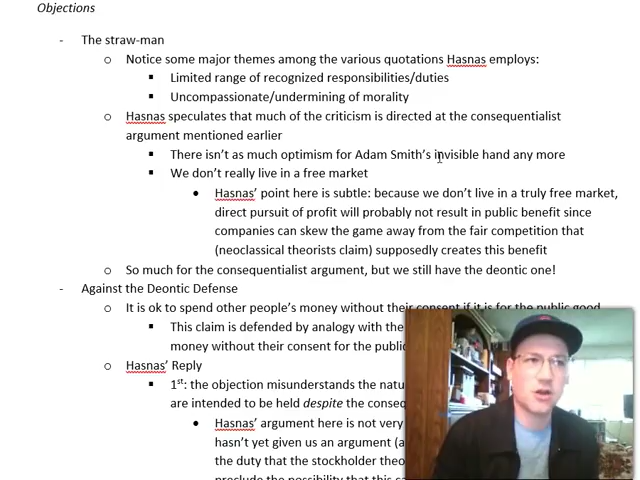 Objections
- The straw-man
o Notice some major themes among the various quotations Hasnas employs:
▪ Limited range of recognized responsibilities/duties
▪ Uncompassionate/undermining of morality
o Hasnas speculates that much of the criticism is directed at the consequentialist
argument mentioned earlier
▪ There isn't as much optimism for Adam Smith's invisible hand any more
▪ We don't really live in a free market
• Hasnas' point here is subtle: because we don't live in a truly free market,
direct pursuit of profit will probably not result in public benefit since
companies can skew the game away from the fair competition that
(neoclassical theorists claim) supposedly creates this benefit
o So much for the consequentialist argument, but we still have the deontic one!
- Against the Deontic Defense
o It is ok to spend other people's money without their consent if it is for the public good
▪ This claim is defended by analogy with the
money without their consent for the public
o Hasnas' Reply
▪ 1st: the objection misunderstands the
are intended to be held despite the
• Hasnas' argument here is not very
hasn't yet given us an argument
the duty that the stockholder
preclude the possibility that this